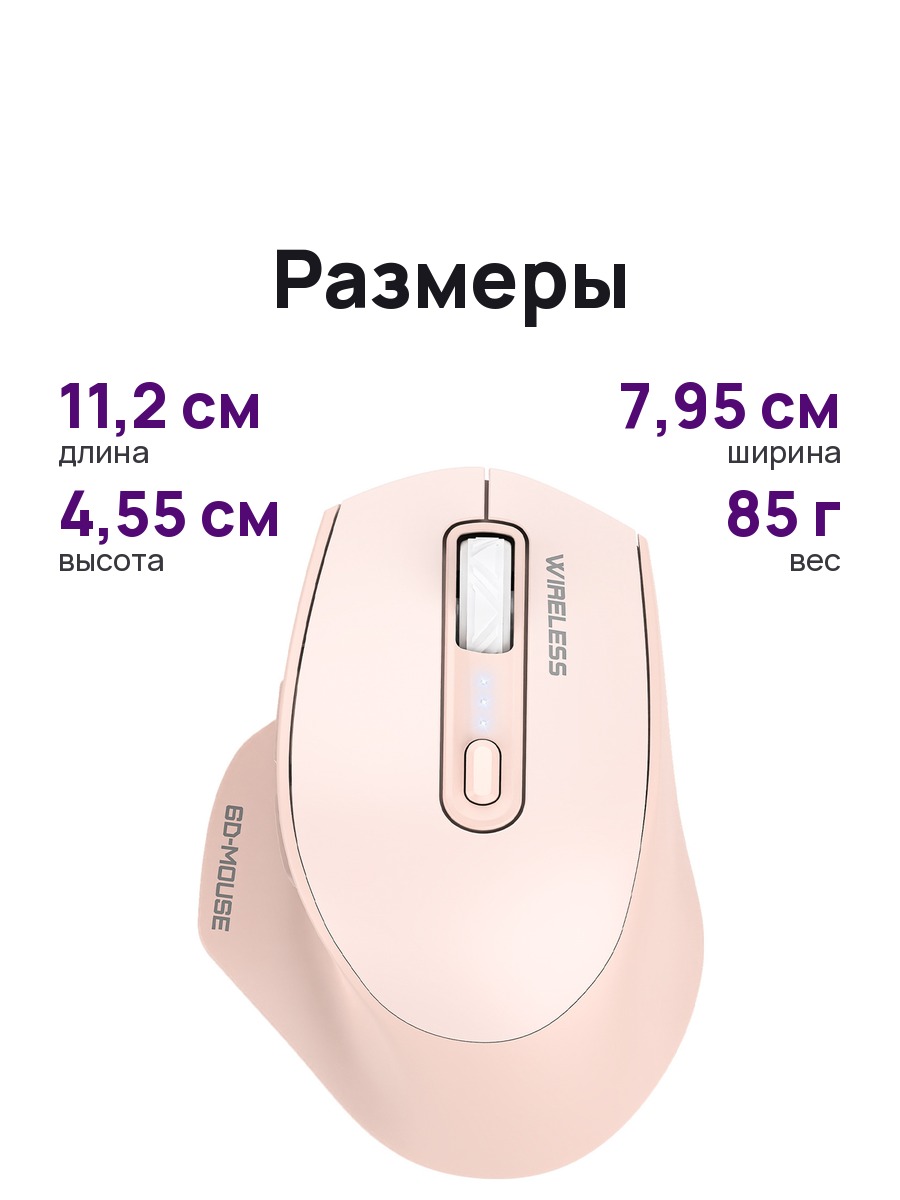 Размеры
11,2 см
длина
4,55 см
высота
7,95 см
ширина
85 г
вес
WIRELESS
6D-MOUSE